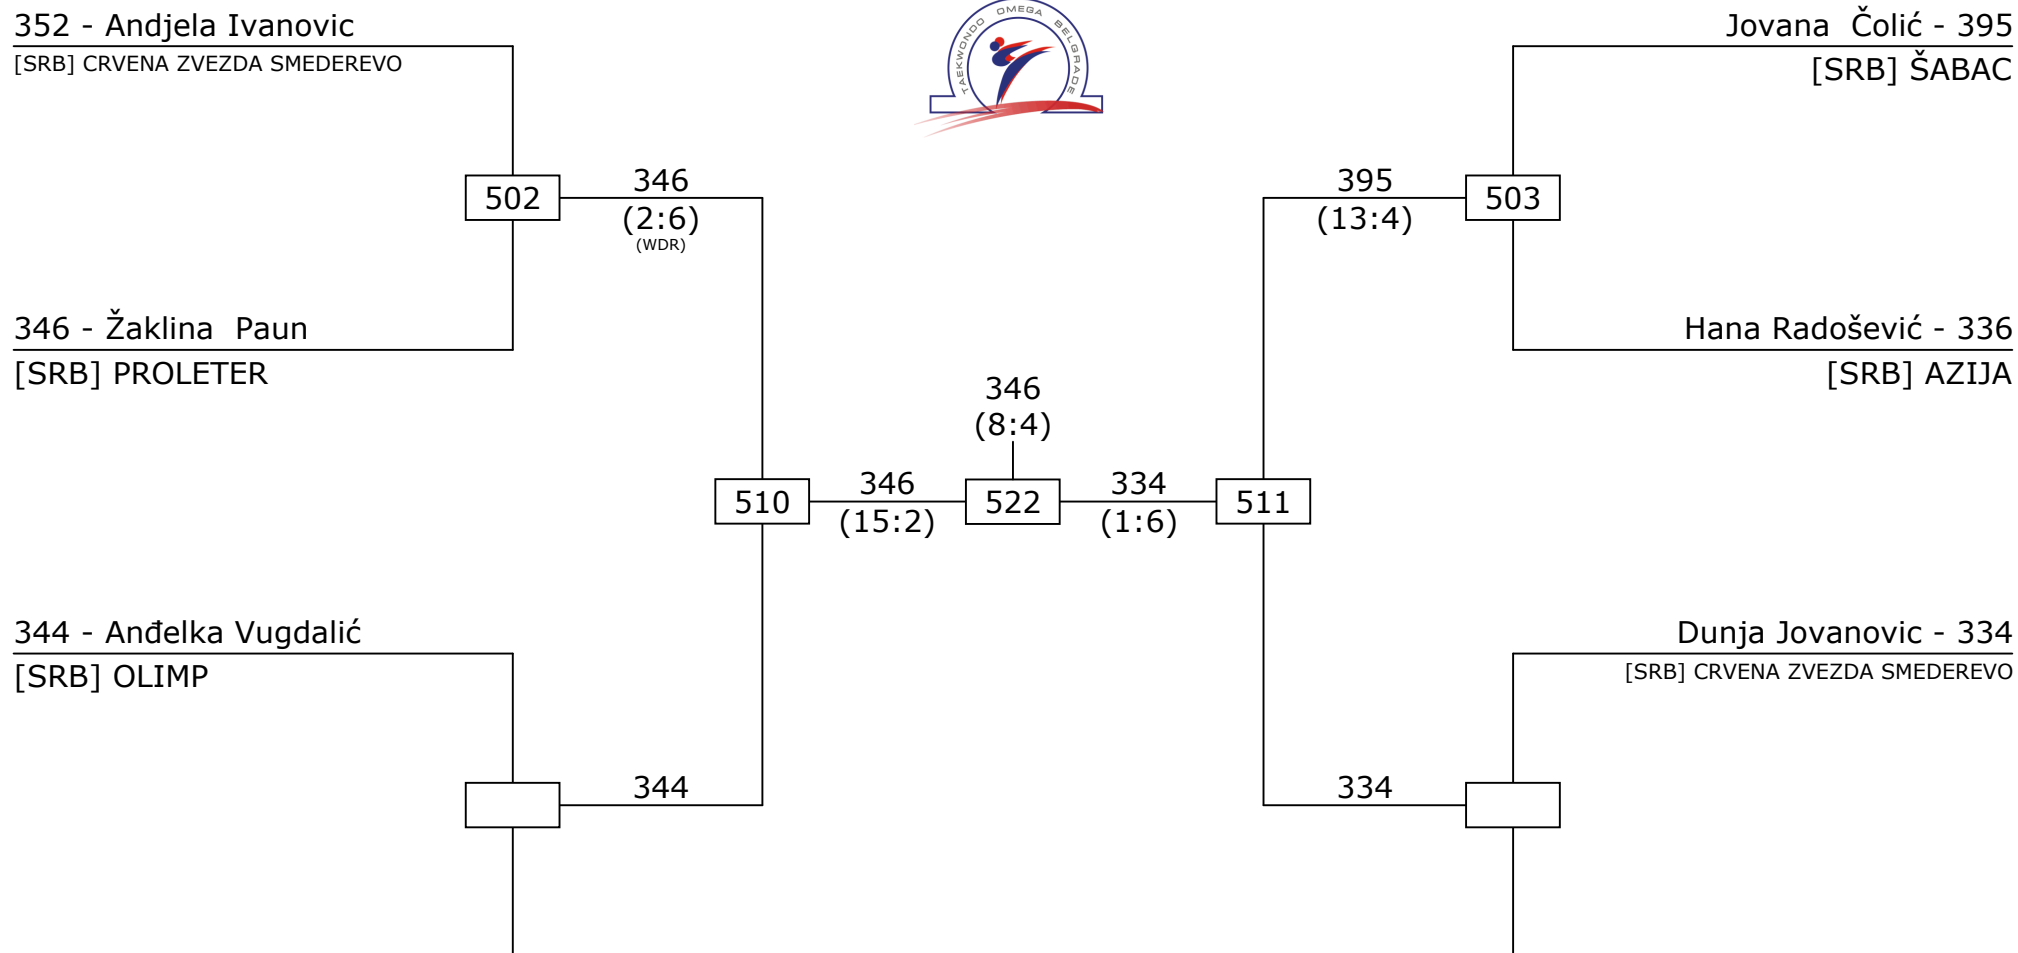 352 - Andjela Ivanovic
[SRB] CRVENA ZVEZDA SMEDEREVO
TAEKWONDO OMEGA BELGRADE
Jovana  Čolić - 395
[SRB] ŠABAC
502
346
(2:6)
(WDR)
395
(13:4)
503
346 - Žaklina  Paun
[SRB] PROLETER
Hana Radošević - 336
[SRB] AZIJA
346
(8:4)
510
346
(15:2)
522
334
(1:6)
511
344 - Anđelka Vugdalić
[SRB] OLIMP
Dunja Jovanovic - 334
[SRB] CRVENA ZVEZDA SMEDEREVO
344
334